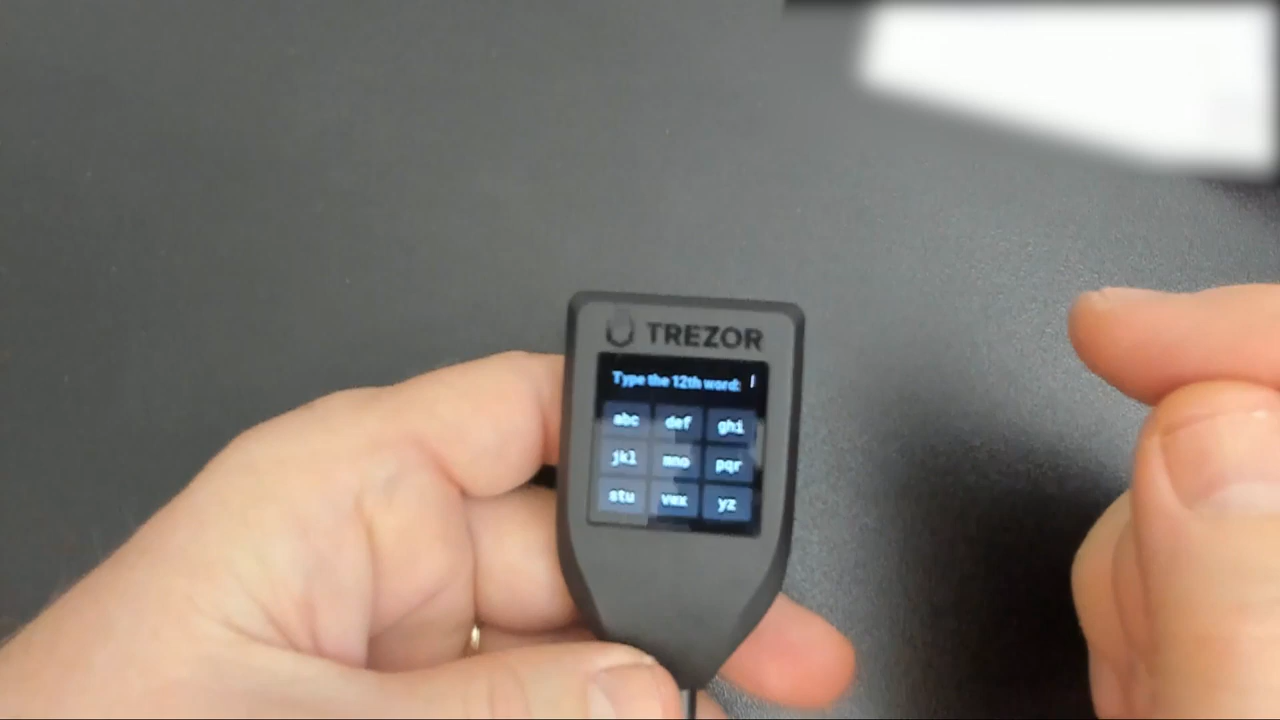 TREZOR
Type the 12th word:
abc def ghi
jkl mno pqr
stu vwx yz